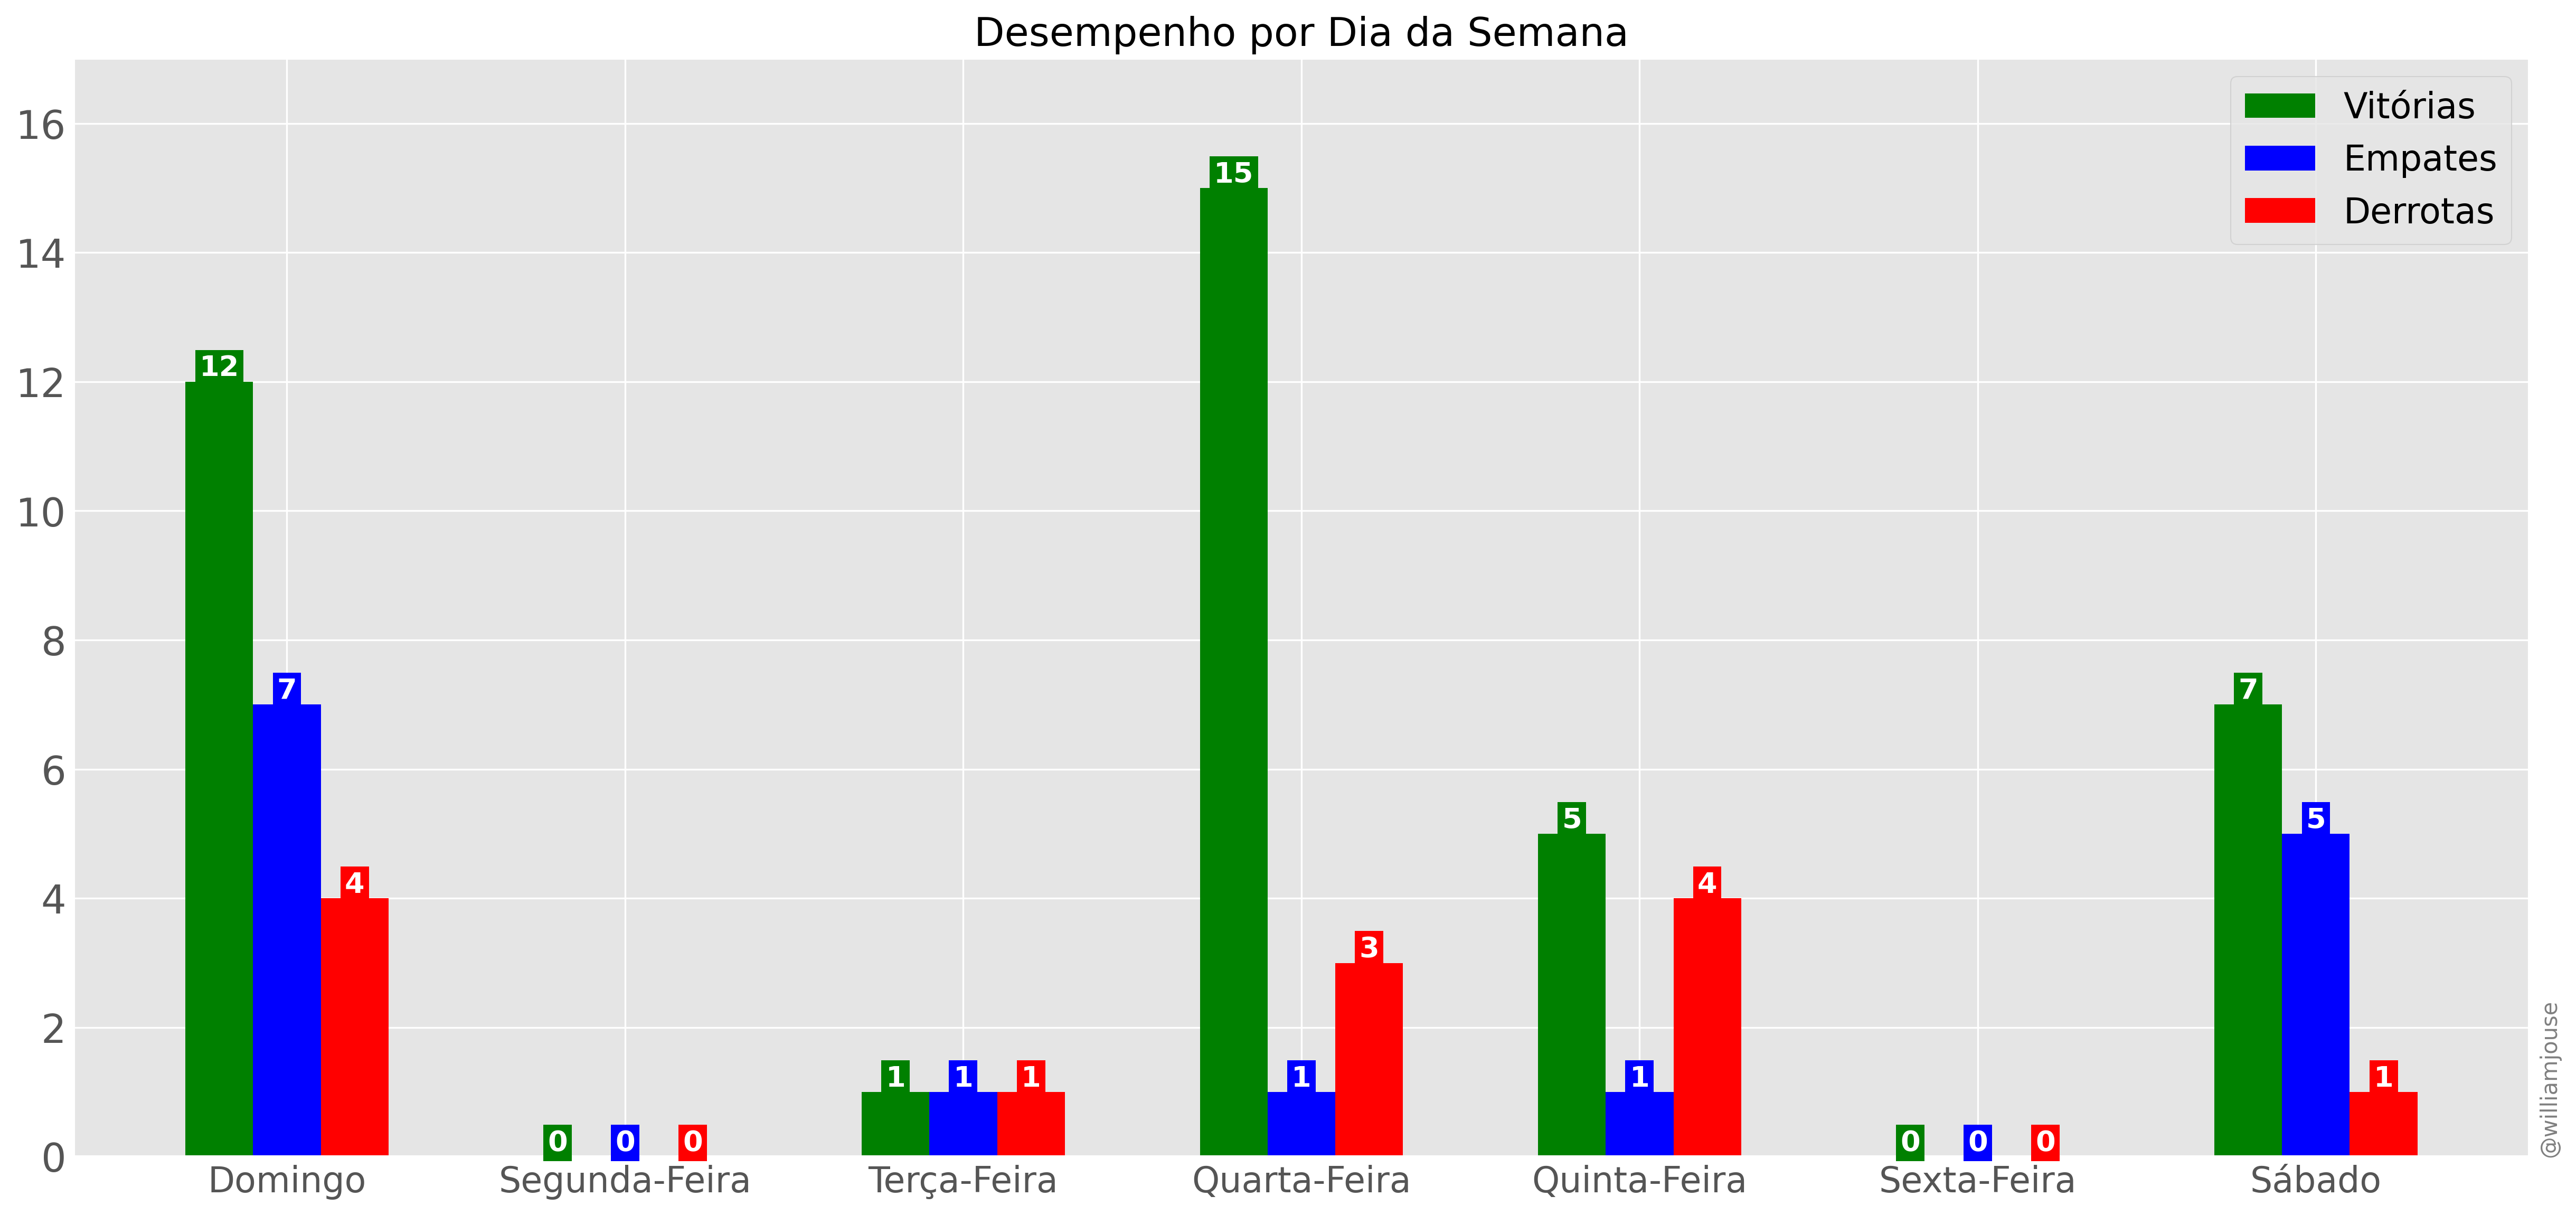 Desempenho por Dia da Semana
Vitórias
Empates
Derrotas
16
14
12
10
8
6
4
2
0
12
7
4
0
0
0
1
1
1
15
1
3
5
1
4
0
0
0
7
5
1
Domingo
Segunda-Feira
Terça-Feira
Quarta-Feira
Quinta-Feira
Sexta-Feira
Sábado
@williamjouse